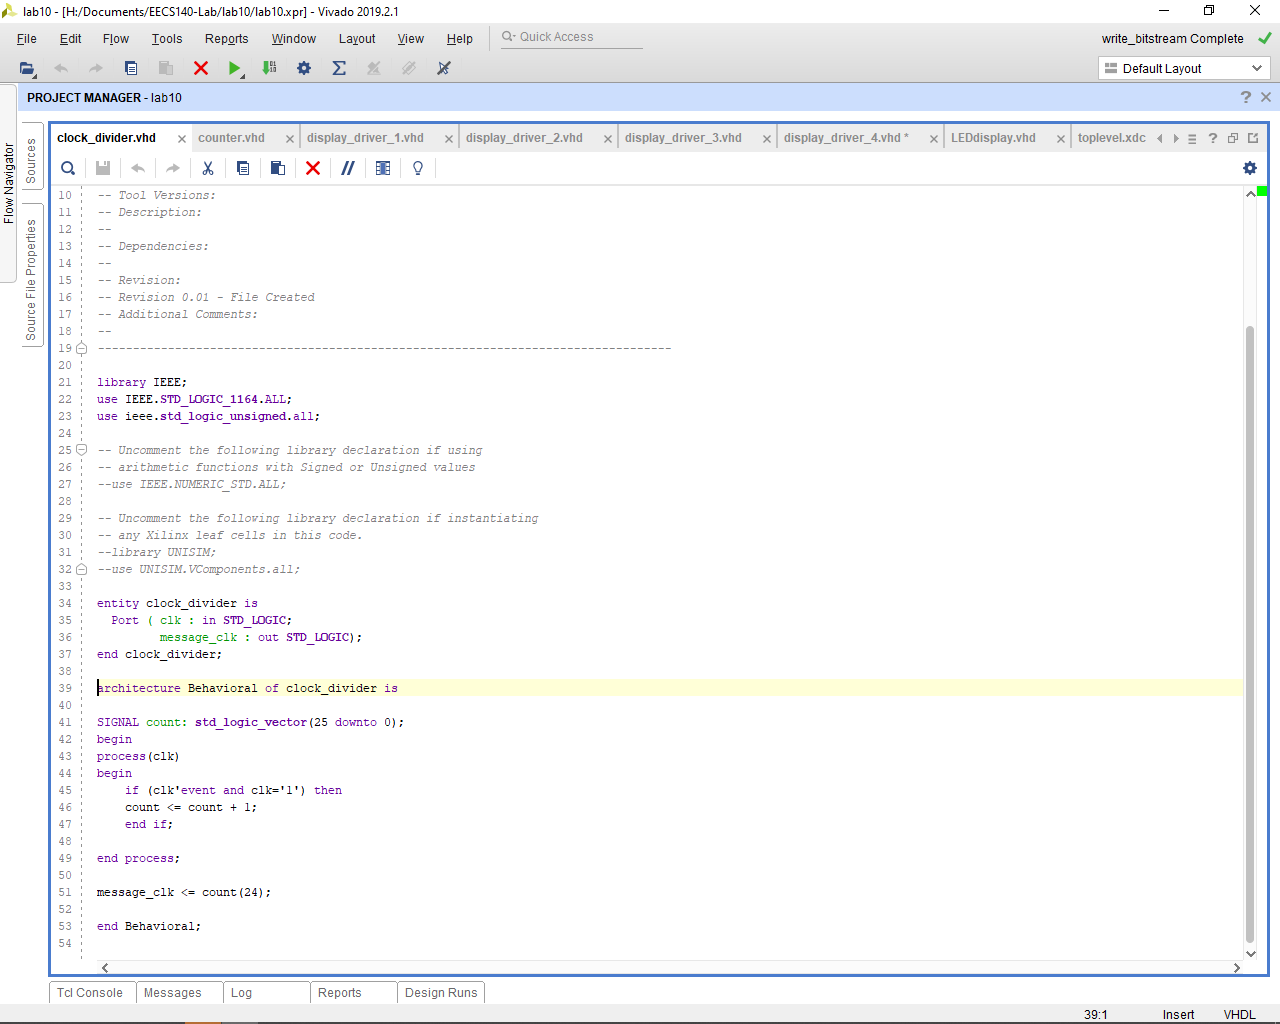 lab10 - [H:/Documents/EECS140-Lab/lab10/lab10.xpr] - Vivado 2019.2.1
File Edit Flow Tools Reports Window Layout View Help Quick Access write_bitstream Complete
Default Layout
PROJECT MANAGER - lab10
Flow Navigator
Sources
Source File Properties
clock_divider.vhd counter.vhd display_driver_1.vhd display_driver_2.vhd display_driver_3.vhd display_driver_4.vhd * LEDdisplay.vhd toplevel.xdc
10 -- Tool Versions:
11 -- Description:
12 --
13 -- Dependencies:
14 --
15 -- Revision:
16 -- Revision 0.01 - File Created
17 -- Additional Comments:
18 --
19 ----------------------------------------------------------------------------------
20
21 library IEEE;
22 use IEEE.STD_LOGIC_1164.ALL;
23 use ieee.std_logic_unsigned.all;
24
25 -- Uncomment the following library declaration if using
26 -- arithmetic functions with Signed or Unsigned values
27 --use IEEE.NUMERIC_STD.ALL;
28
29 -- Uncomment the following library declaration if instantiating
30 -- any Xilinx leaf cells in this code.
31 --library UNISIM;
32 --use UNISIM.VComponents.all;
33
34 entity clock_divider is
35 Port ( clk : in STD_LOGIC;
36 message_clk : out STD_LOGIC);
37 end clock_divider;
38
39 architecture Behavioral of clock_divider is
40
41 SIGNAL count: std_logic_vector(25 downto 0);
42 begin
43 process(clk)
44 begin
45 if (clk'event and clk='1') then
46 count <= count + 1;
47 end if;
48
49 end process;
50
51 message_clk <= count(24);
52
53 end Behavioral;
54
Tcl Console Messages Log Reports Design Runs
39:1 Insert VHDL